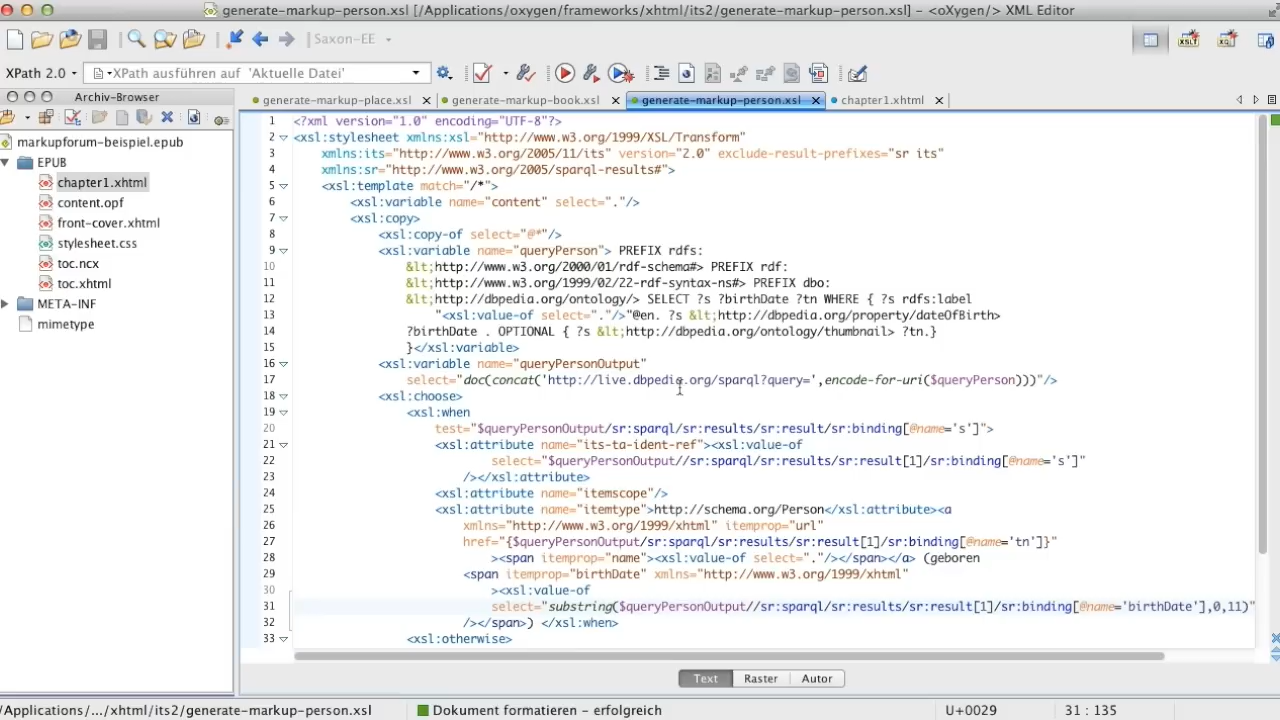 generate-markup-person.xsl [/Applications/oxygen/frameworks/xhtml/its2/generate-markup-person.xsl] - <oXygen/> XML Editor
Saxon-EE
XPath 2.0
XPath ausführen auf 'Aktuelle Datei'
Archiv-Browser
markupforum-beispiel.epub
EPUB
chapter1.xhtml
content.opf
front-cover.xhtml
stylesheet.css
toc.ncx
toc.xhtml
META-INF
mimetype
generate-markup-place.xsl
generate-markup-book.xsl
generate-markup-person.xsl
chapter1.xhtml
1 <?xml version="1.0" encoding="UTF-8"?>
2 <xsl:stylesheet xmlns:xsl="http://www.w3.org/1999/XSL/Transform"
3 xmlns:its="http://www.w3.org/2005/11/its" version="2.0" exclude-result-prefixes="sr its"
4 xmlns:sr="http://www.w3.org/2005/sparql-results#">
5 <xsl:template match="/*">
6 <xsl:variable name="content" select="."/>
7 <xsl:copy>
8 <xsl:copy-of select="@*"/>
9 <xsl:variable name="queryPerson"> PREFIX rdfs:
10 &lt;http://www.w3.org/2000/01/rdf-schema#> PREFIX rdf:
11 &lt;http://www.w3.org/1999/02/22-rdf-syntax-ns#> PREFIX dbo:
12 &lt;http://dbpedia.org/ontology/> SELECT ?s ?birthDate ?tn WHERE { ?s rdfs:label
13 "<xsl:value-of select="."/>"@en. ?s &lt;http://dbpedia.org/property/dateOfBirth>
14 ?birthDate . OPTIONAL { ?s &lt;http://dbpedia.org/ontology/thumbnail> ?tn.}
15 }</xsl:variable>
16 <xsl:variable name="queryPersonOutput"
17 select="doc(concat('http://live.dbpedia.org/sparql?query=',encode-for-uri($queryPerson)))"/>
18 <xsl:choose>
19 <xsl:when
20 test="$queryPersonOutput/sr:sparql/sr:results/sr:result/sr:binding[@name='s']">
21 <xsl:attribute name="its-ta-ident-ref"><xsl:value-of
22 select="$queryPersonOutput//sr:sparql/sr:results/sr:result[1]/sr:binding[@name='s']"
23 /></xsl:attribute>
24 <xsl:attribute name="itemscope"/>
25 <xsl:attribute name="itemtype">http://schema.org/Person</xsl:attribute><a
26 xmlns="http://www.w3.org/1999/xhtml" itemprop="url"
27 href="{$queryPersonOutput/sr:sparql/sr:results/sr:result[1]/sr:binding[@name='tn']}"
28 ><span itemprop="name"><xsl:value-of select="."/></span></a> (geboren
29 <span itemprop="birthDate" xmlns="http://www.w3.org/1999/xhtml"
30 ><xsl:value-of
31 select="substring($queryPersonOutput//sr:sparql/sr:results/sr:result[1]/sr:binding[@name='birthDate'],0,11)"
32 /></span>) </xsl:when>
33 <xsl:otherwise>
Text Raster Autor
/Applications/.../xhtml/its2/generate-markup-person.xsl
Dokument formatieren - erfolgreich
U+0029
31 : 135